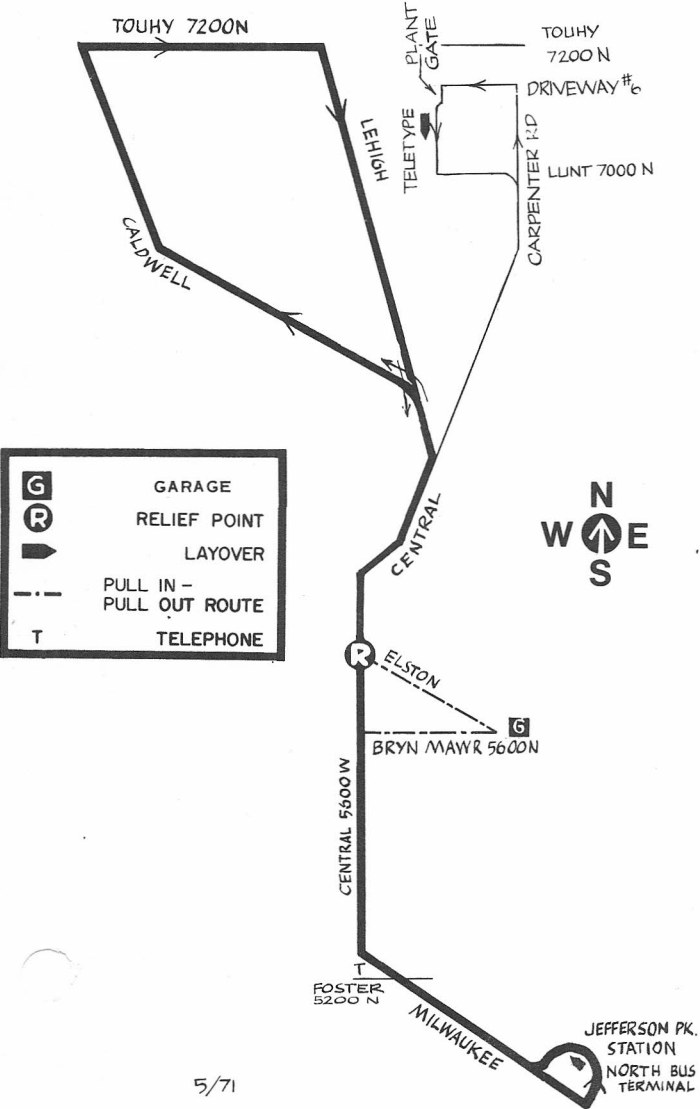 TOUHY 7200N
PLANT
GATE
TOUHY
7200 N
DRIVEWAY #6
TELETYPE
LEHIGH
CARPENTER RD
LUNT 7000 N
CALDWELL
G GARAGE
R RELIEF POINT
LAYOVER
PULL IN -
PULL OUT ROUTE
T TELEPHONE
N
W E
S
CENTRAL
R
ELSTON
G
BRYN MAWR 5600N
CENTRAL 5600W
T
FOSTER
5200 N
MILWAUKEE
JEFFERSON PK.
STATION
NORTH BUS
TERMINAL
5/71